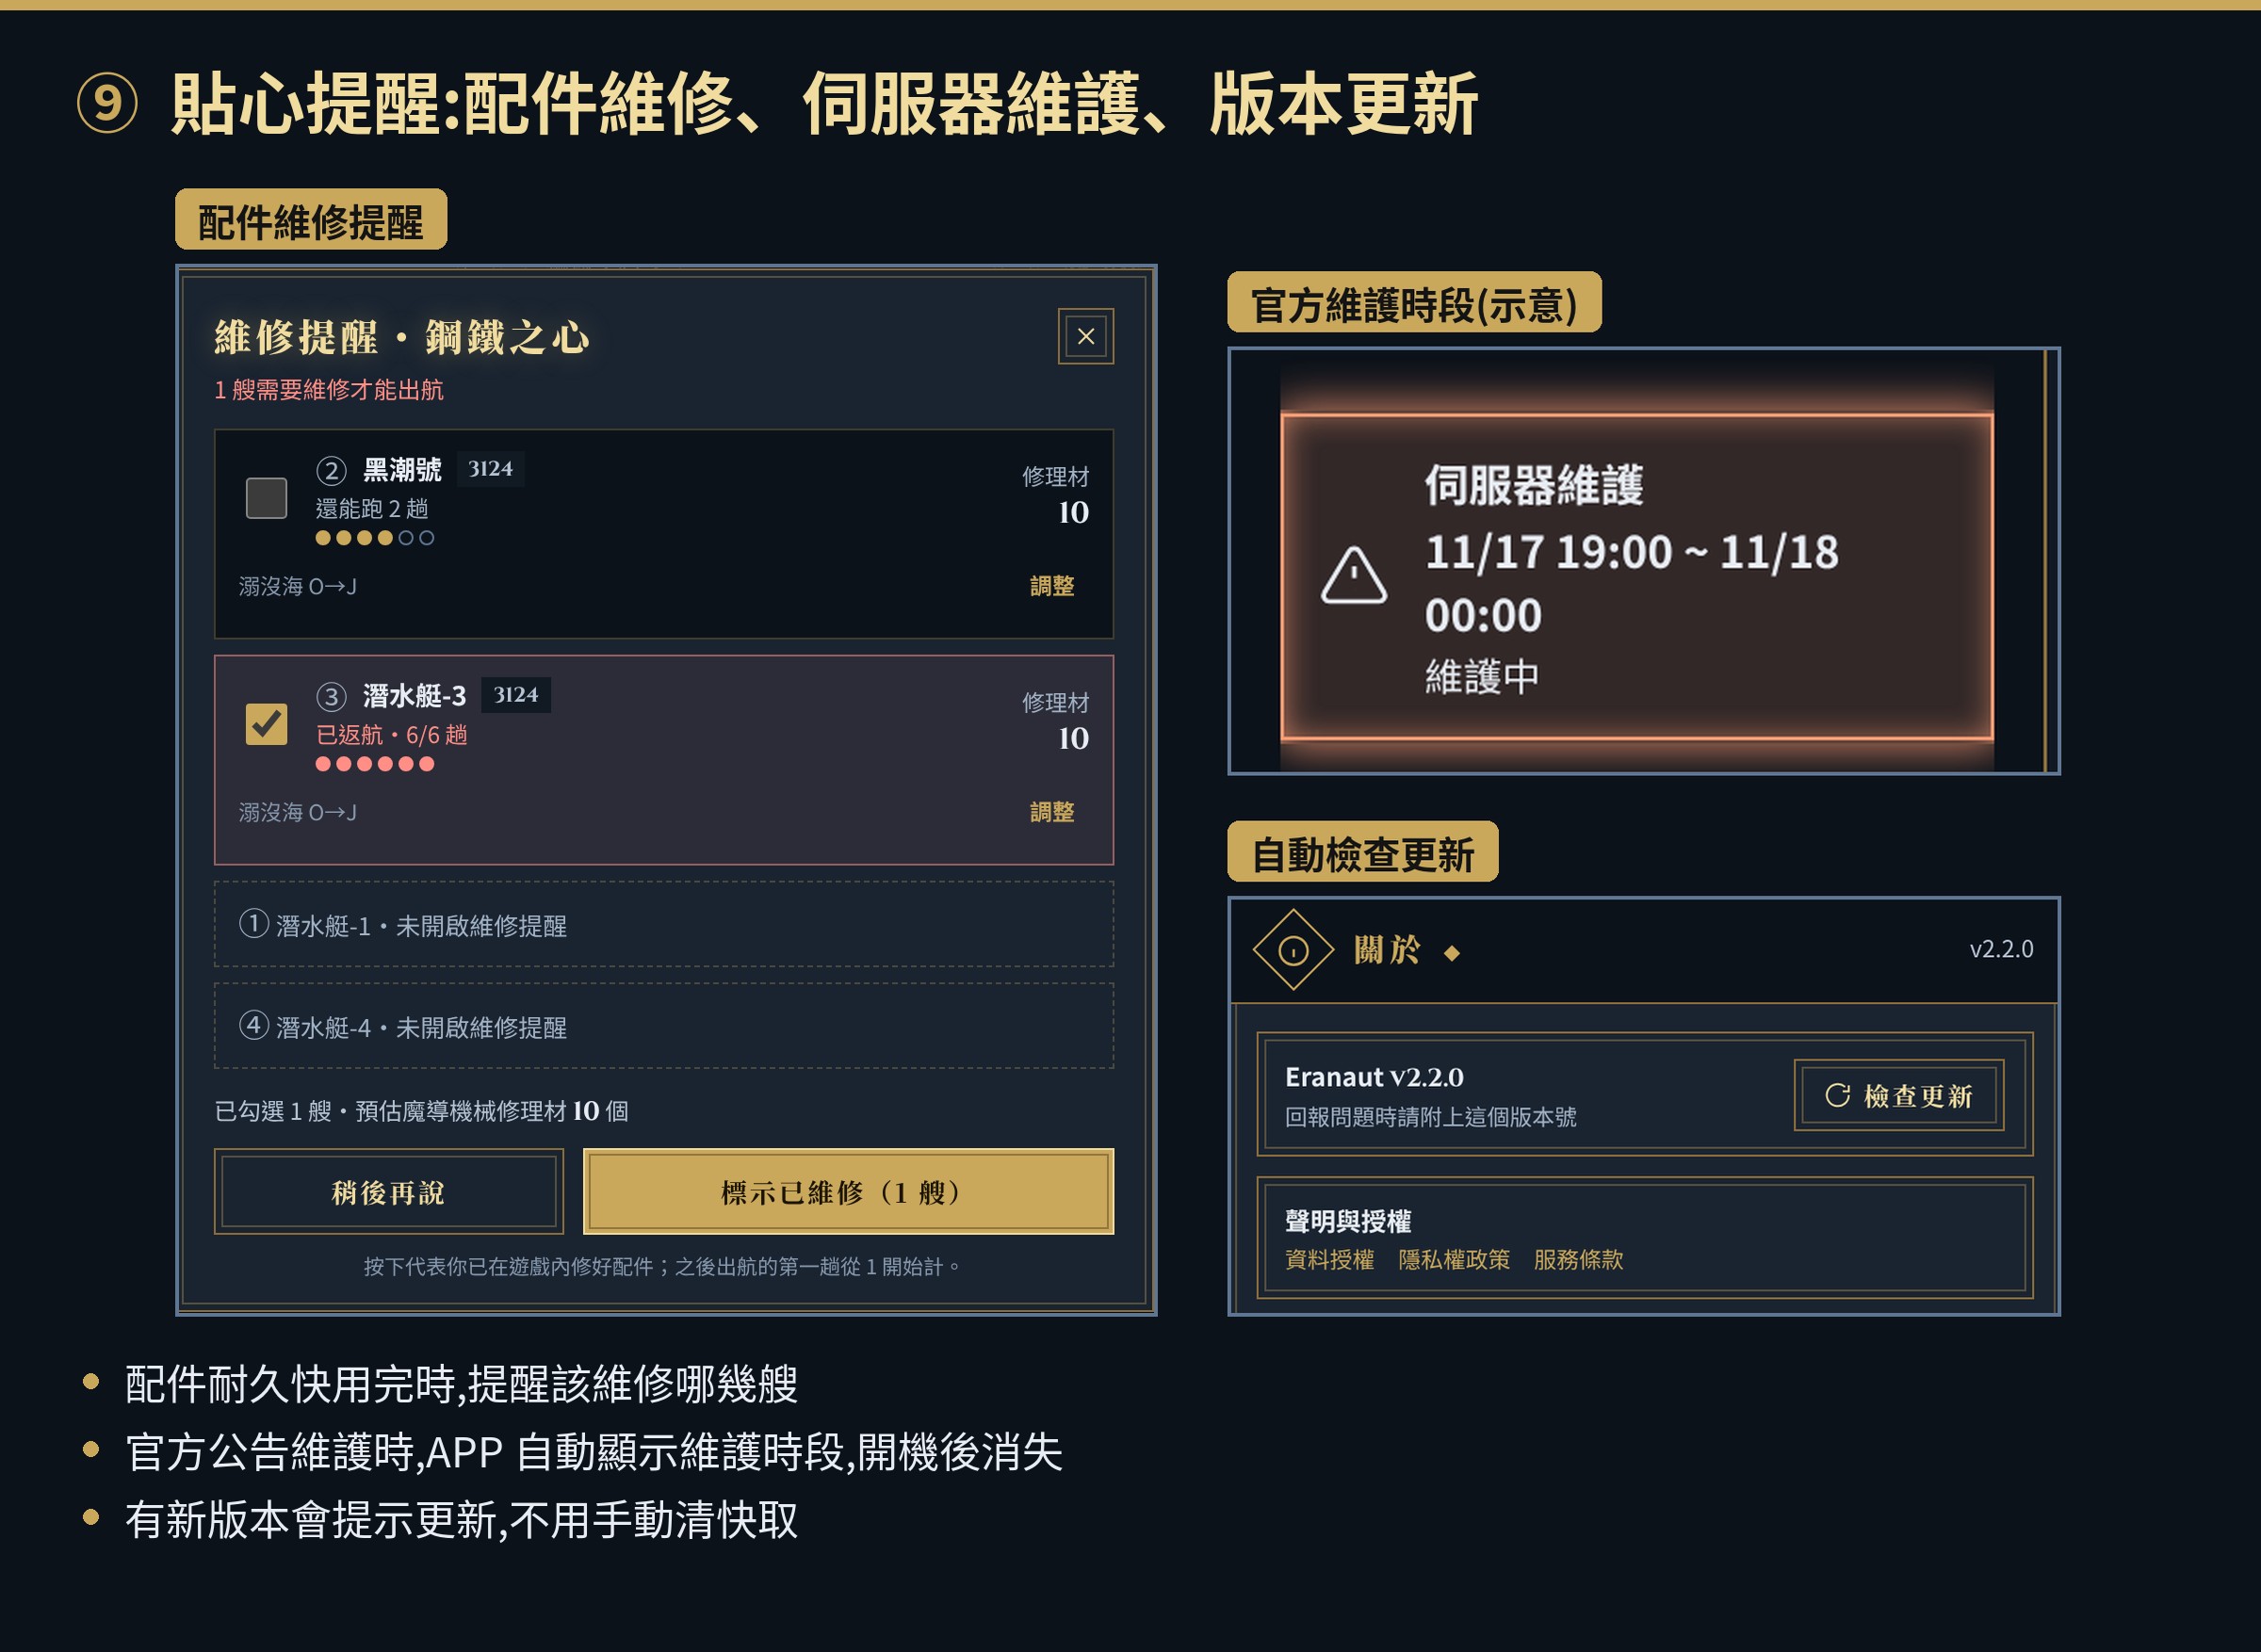 ⑨ 貼心提醒:配件維修、伺服器維護、版本更新
配件維修提醒
維修提醒・鋼鐵之心
1 艘需要維修才能出航
② 黑潮號 3124
還能跑 2 趟
修理材
10
溺沒海 O→J
調整
③ 潛水艇-3 3124
已返航・6/6 趟
修理材
10
溺沒海 O→J
調整
① 潛水艇-1・未開啟維修提醒
④ 潛水艇-4・未開啟維修提醒
已勾選 1 艘・預估魔導機械修理材 10 個
稍後再說
標示已維修（1 艘）
按下代表你已在遊戲內修好配件；之後出航的第一趟從 1 開始計。
官方維護時段(示意)
伺服器維護
11/17 19:00 ~ 11/18
00:00
維護中
自動檢查更新
關於 ◆
v2.2.0
Eranaut v2.2.0
回報問題時請附上這個版本號
檢查更新
聲明與授權
資料授權 隱私權政策 服務條款
• 配件耐久快用完時,提醒該維修哪幾艘
• 官方公告維護時,APP 自動顯示維護時段,開機後消失
• 有新版本會提示更新,不用手動清快取